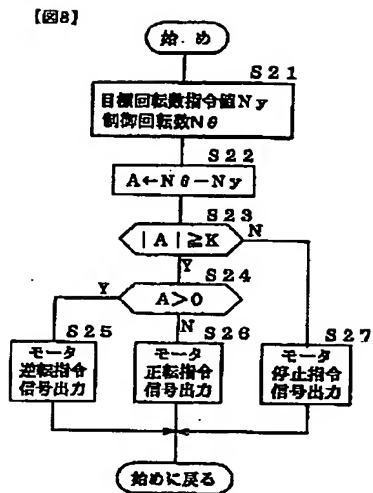 【図8】
始 め
S21
目標回転数指令値Ny
制御回転数Nθ
S22
A←Nθ－Ny
S23
｜A｜≧K
N
Y
S24
Y
A＞0
N
S25
S26
S27
モータ
逆転指令
信号出力
モータ
正転指令
信号出力
モータ
停止指令
信号出力
始めに戻る